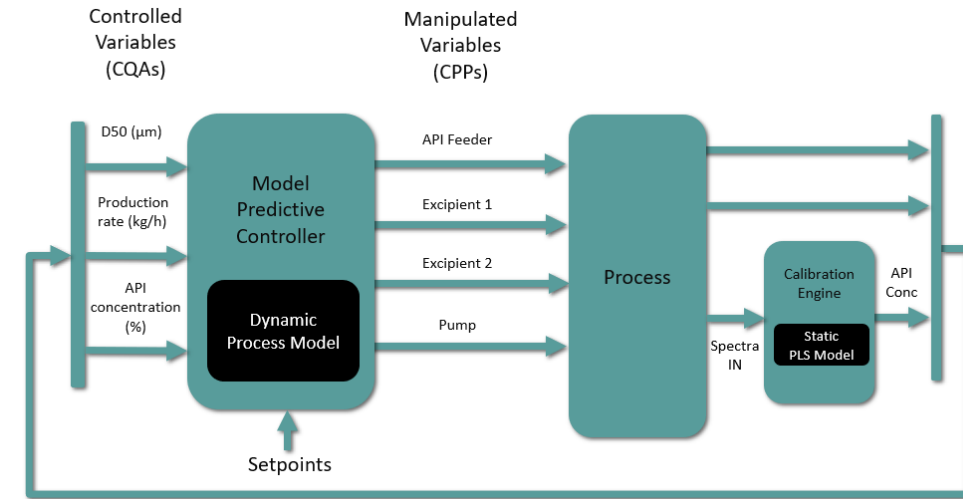 Controlled
Variables
(CQAs)
Manipulated
Variables
(CPPs)
D50 (µm)
Production
rate (kg/h)
API
concentration
(%)
Model
Predictive
Controller
Dynamic
Process Model
Setpoints
API Feeder
Excipient 1
Excipient 2
Pump
Process
Spectra
IN
Calibration
Engine
Static
PLS Model
API
Conc